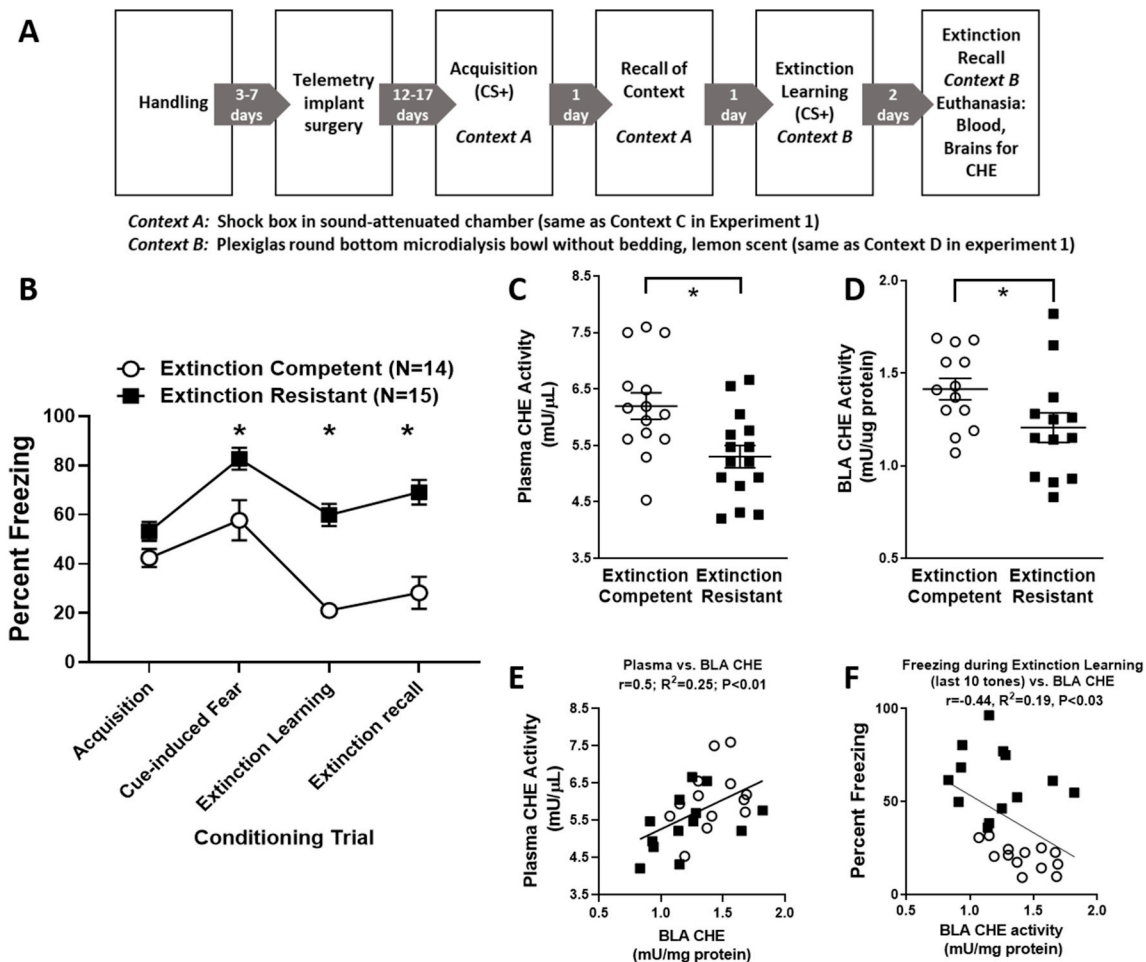 A
Handling
3-7
days
Telemetry
implant
surgery
12-17
days
Acquisition
(CS+)
Context A
1
day
Recall of
Context
Context A
1
day
Extinction
Learning
(CS+)
Context B
2
days
Extinction
Recall
Context B
Euthanasia:
Blood,
Brains for
CHE
Context A: Shock box in sound-attenuated chamber (same as Context C in Experiment 1)
Context B: Plexiglas round bottom microdialysis bowl without bedding, lemon scent (same as Context D in experiment 1)
B
Extinction Competent (N=14)
Extinction Resistant (N=15)
Percent Freezing
100
80
60
40
20
0
* * *
Acquisition
Cue-induced Fear
Extinction Learning
Extinction recall
Conditioning Trial
C
Plasma CHE Activity
(mU/μL)
8.5
7.5
6.5
5.5
4.5
3.5
*
Extinction Extinction
Competent Resistant
D
BLA CHE Activity
(mU/ug protein)
2.0
1.5
1.0
0.5
*
Extinction Extinction
Competent Resistant
E
Plasma vs. BLA CHE
r=0.5; R²=0.25; P<0.01
Plasma CHE Activity
(mU/μL)
8.5
7.5
6.5
5.5
4.5
3.5
0.5 1.0 1.5 2.0
BLA CHE
(mU/mg protein)
F
Freezing during Extinction Learning
(last 10 tones) vs. BLA CHE
r=-0.44, R²=0.19, P<0.03
Percent Freezing
100
50
0
0.5 1.0 1.5 2.0
BLA CHE activity
(mU/mg protein)